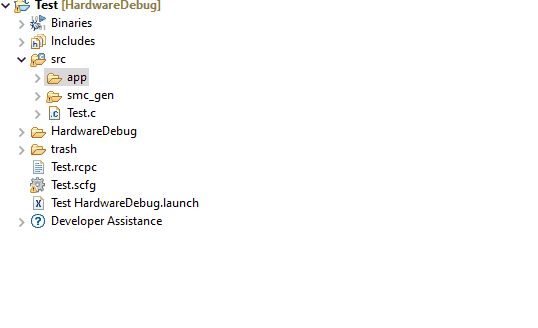 Test [HardwareDebug]
Binaries
Includes
src
app
smc_gen
Test.c
HardwareDebug
trash
Test.rcpc
Test.scfg
Test HardwareDebug.launch
Developer Assistance